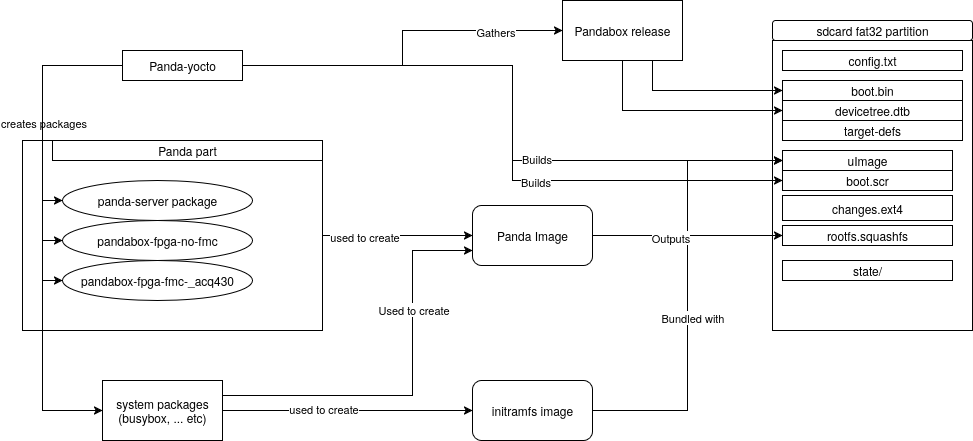 Gathers
Pandabox release
sdcard fat32 partition
Panda-yocto
config.txt
boot.bin
devicetree.dtb
target-defs
creates packages
Panda part
Builds
uImage
Builds
boot.scr
panda-server package
changes.ext4
pandabox-fpga-no-fmc
used to create
Panda Image
Outputs
rootfs.squashfs
pandabox-fpga-fmc-_acq430
state/
Used to create
Bundled with
system packages
(busybox, ... etc)
used to create
initramfs image